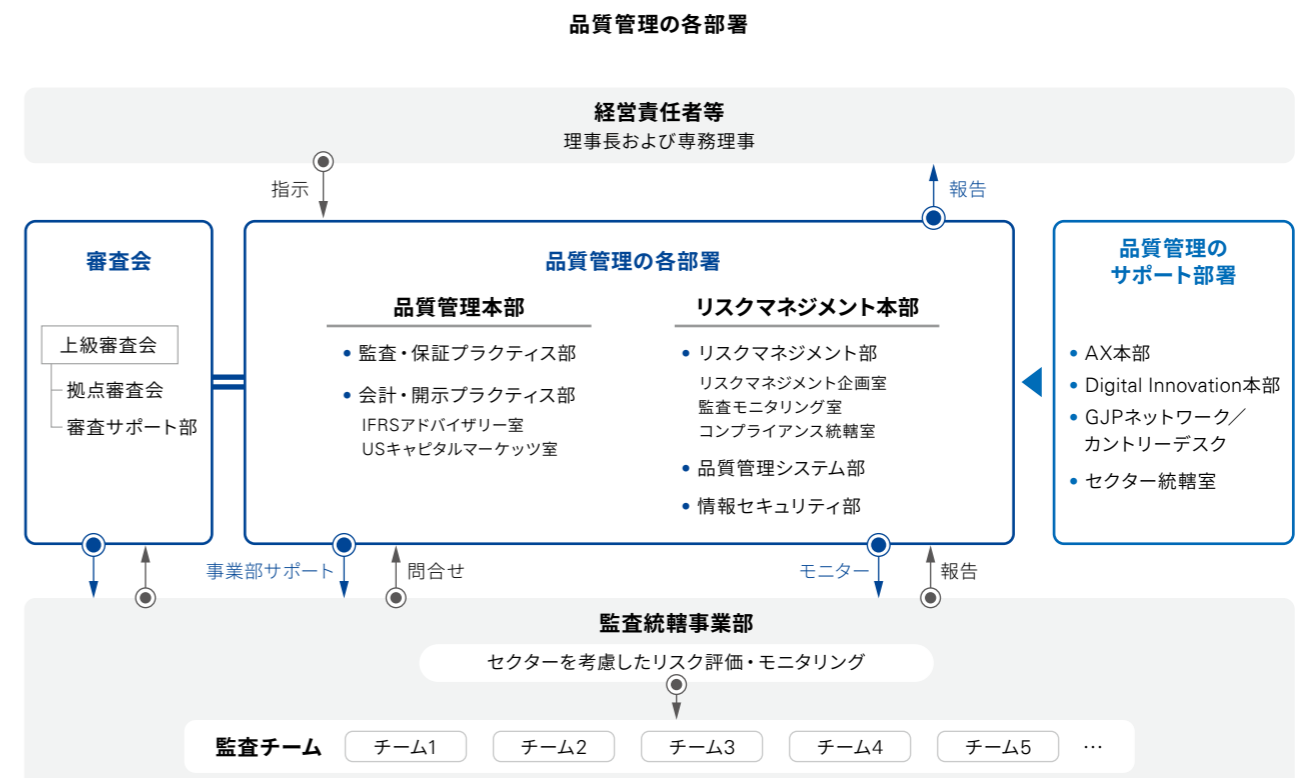 品質管理の各部署
経営責任者等
理事長および専務理事
指示
報告
審査会
上級審査会
拠点審査会
審査サポート部
品質管理の各部署
品質管理本部
• 監査・保証プラクティス部
• 会計・開示プラクティス部
IFRSアドバイザリー室
USキャピタルマーケッツ室
リスクマネジメント本部
• リスクマネジメント部
リスクマネジメント企画室
監査モニタリング室
コンプライアンス統轄室
• 品質管理システム部
• 情報セキュリティ部
品質管理の
サポート部署
• AX本部
• Digital Innovation本部
• GJPネットワーク／
カントリーデスク
• セクター統轄室
事業部サポート
問合せ
モニター
報告
監査統轄事業部
セクターを考慮したリスク評価・モニタリング
監査チーム
チーム1
チーム2
チーム3
チーム4
チーム5
…